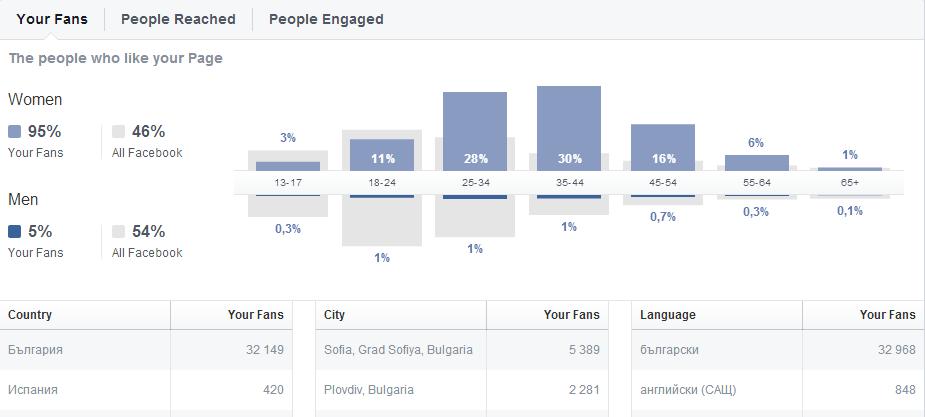 Your Fans People Reached People Engaged
The people who like your Page
Women
95% 46%
Your Fans All Facebook
3% 11% 28% 30% 16% 6% 1%
13-17 18-24 25-34 35-44 45-54 55-64 65+
Men
5% 54%
Your Fans All Facebook
0,3% 1% 1% 1% 0,7% 0,3% 0,1%
Country Your Fans City Your Fans Language Your Fans
България 32 149 Sofia, Grad Sofiya, Bulgaria 5 389 български 32 968
Испания 420 Plovdiv, Bulgaria 2 281 английски (САЩ) 848